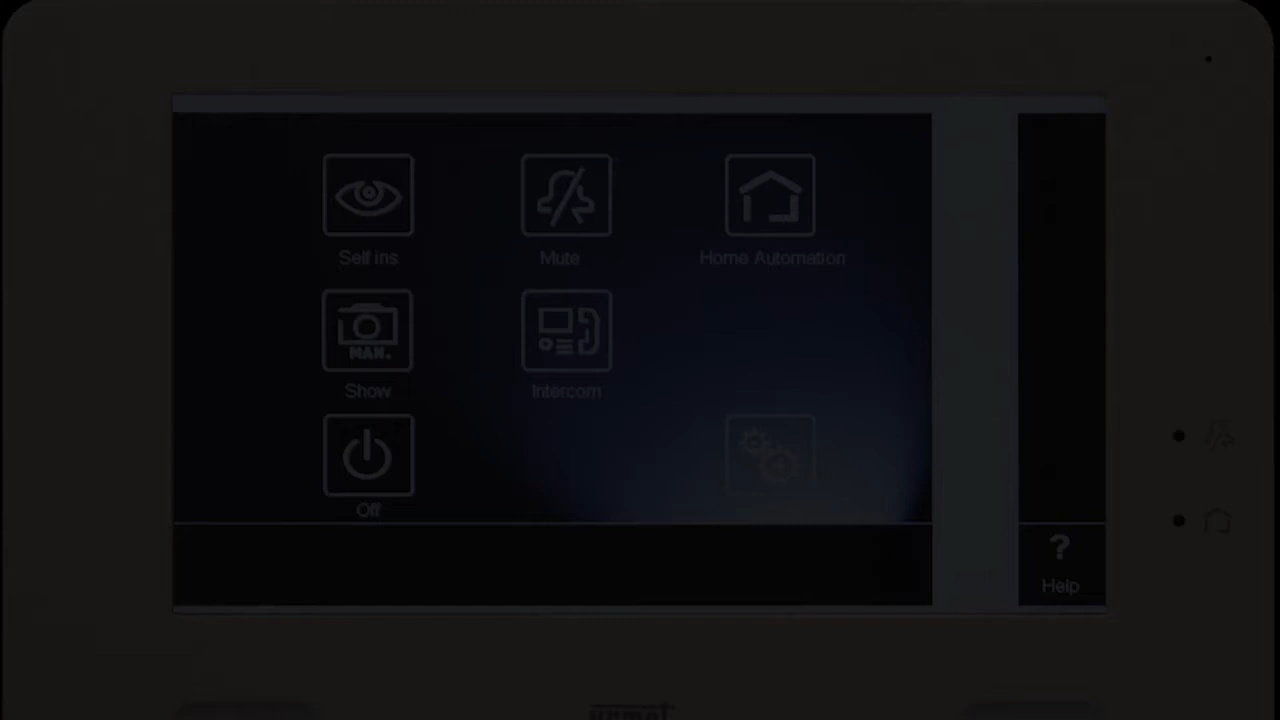 Self ins
Mute
Home Automation
MAN.
Show
Intercom
Off
?
Help